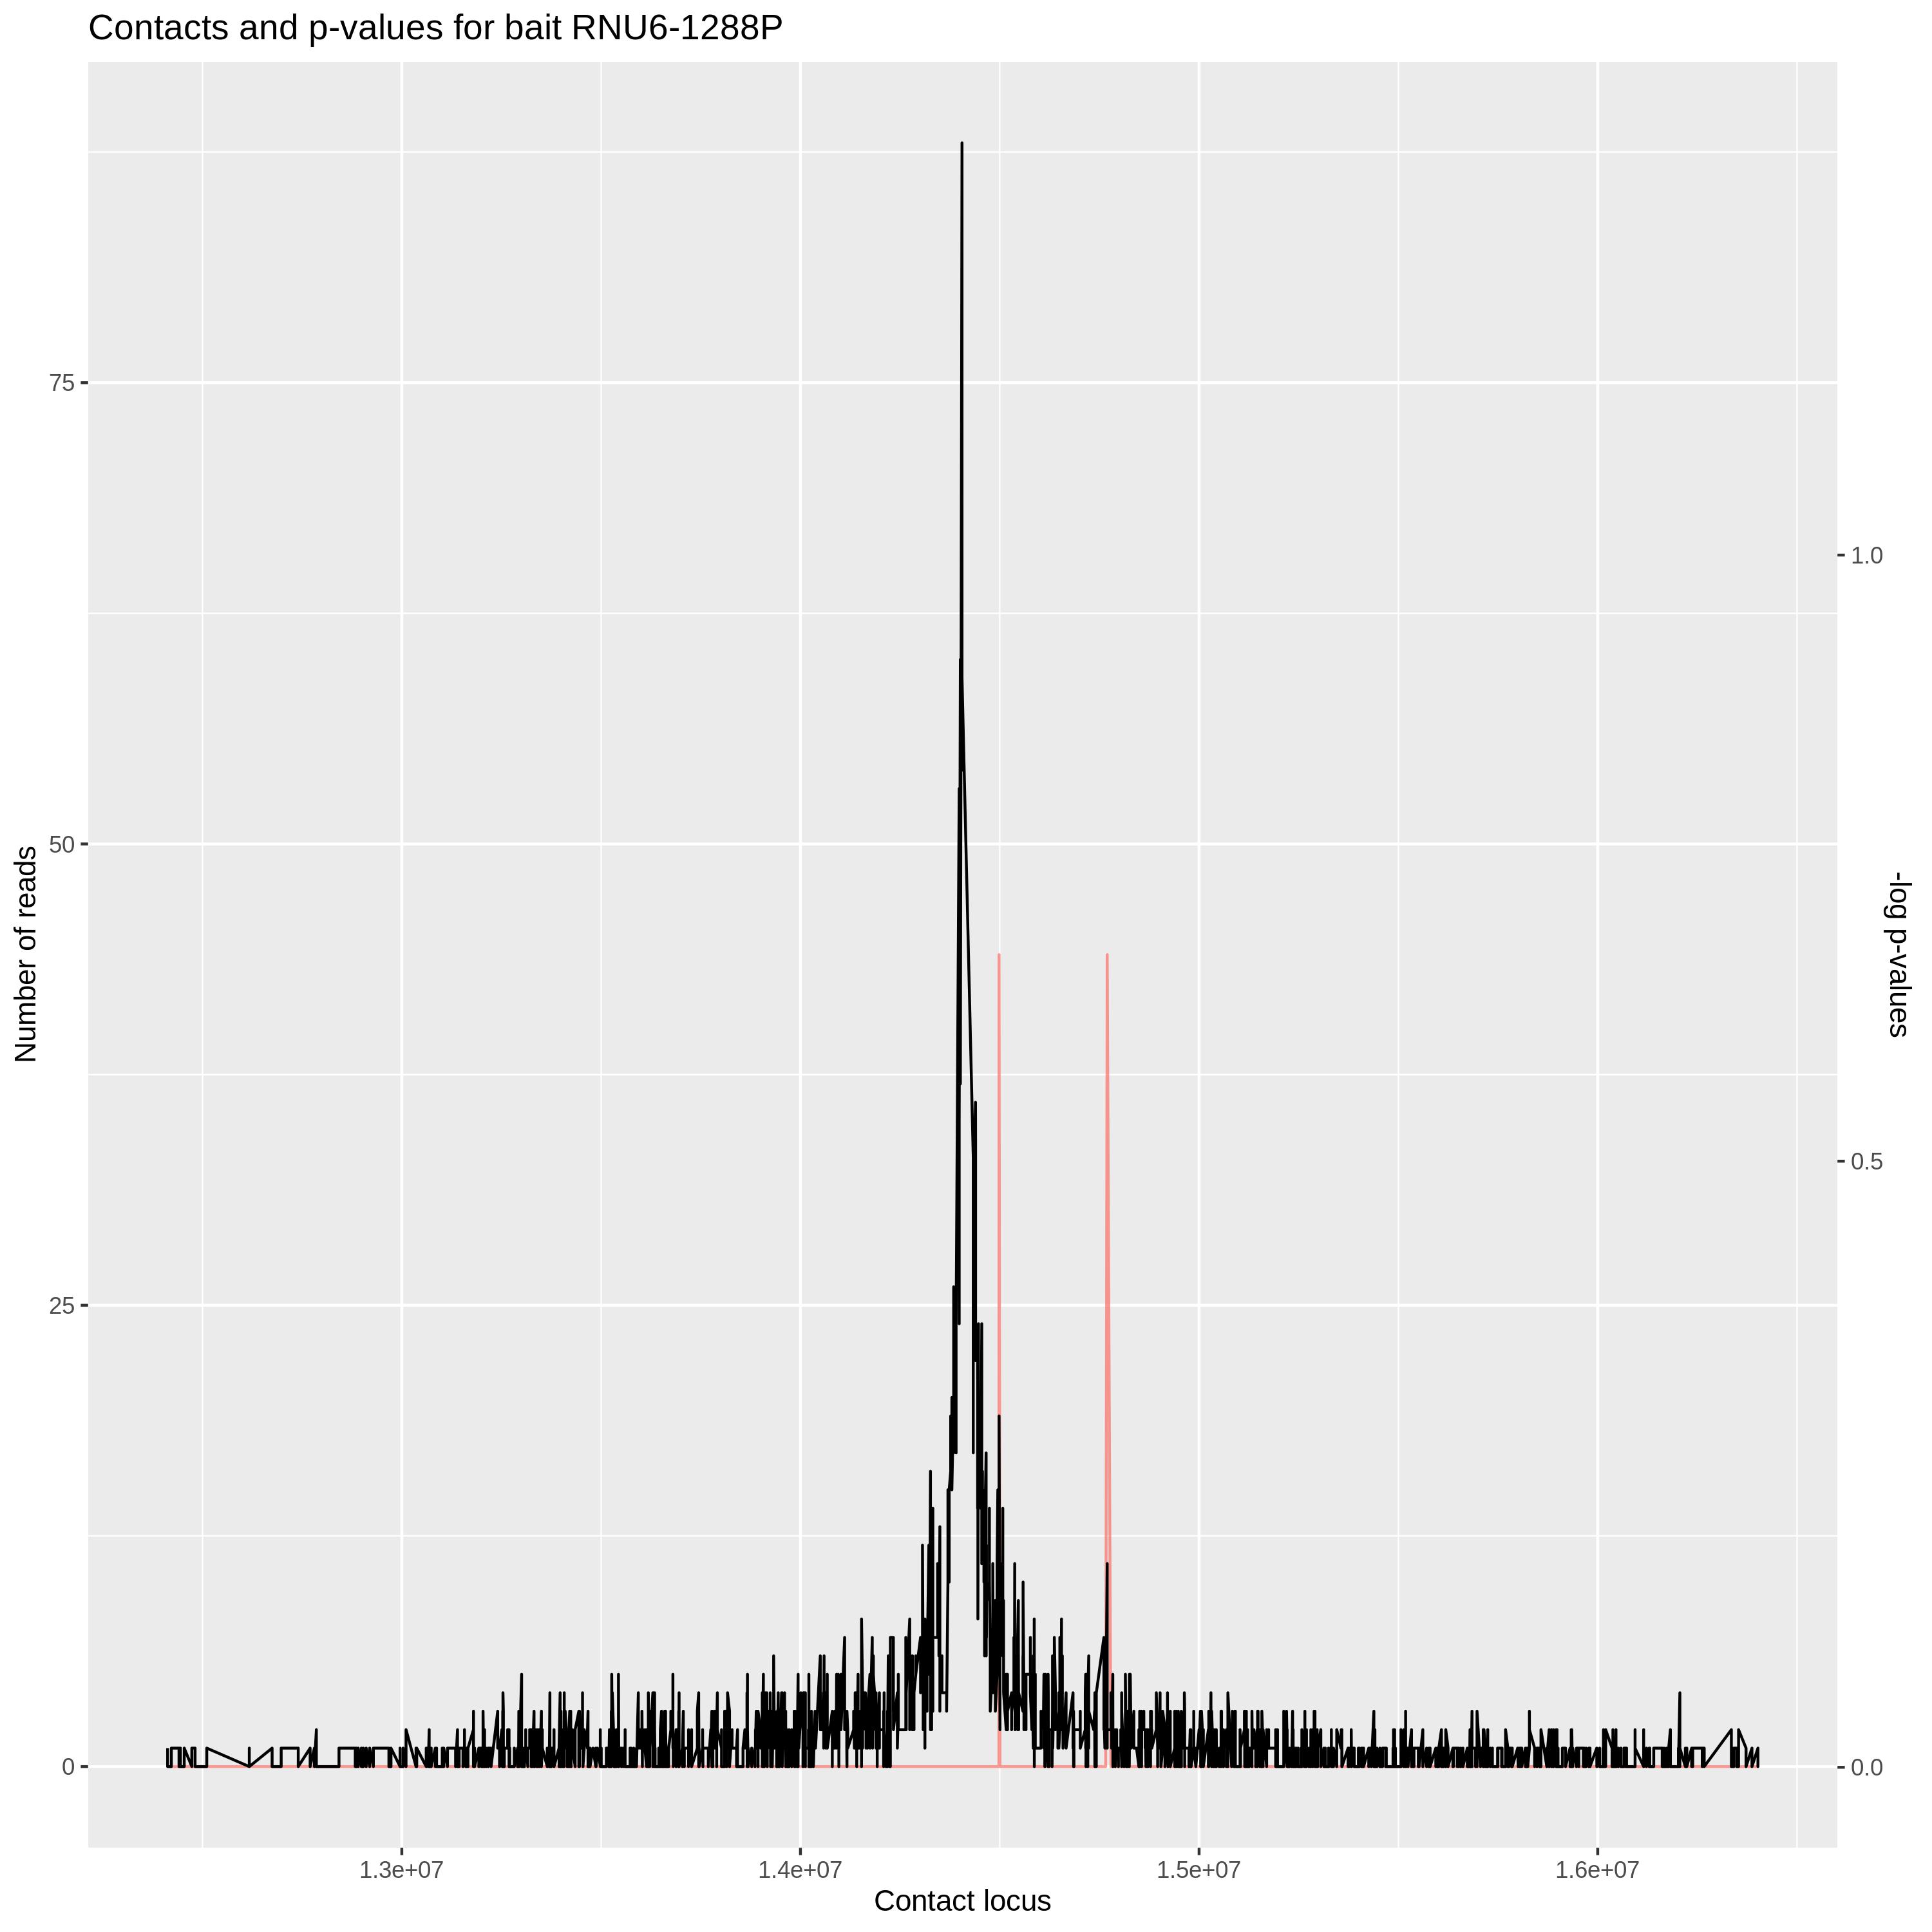 Contacts and p-values for bait RNU6-1288P
Number of reads
75
50
25
0
1.0
0.5
0.0
-log p-values
1.3e+07
1.4e+07
1.5e+07
1.6e+07
Contact locus